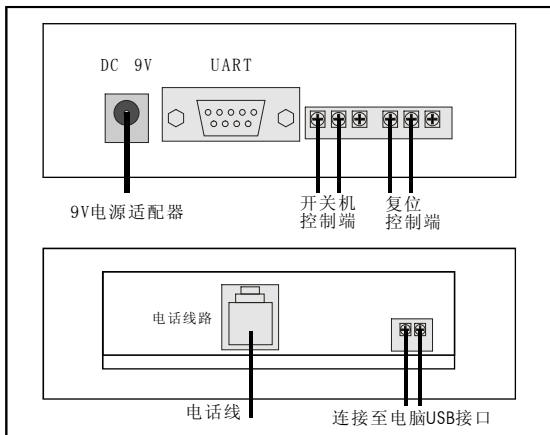 DC 9V
UART
9V电源适配器
开关机
控制端
复位
控制端
电话线路
电话线
连接至电脑USB接口